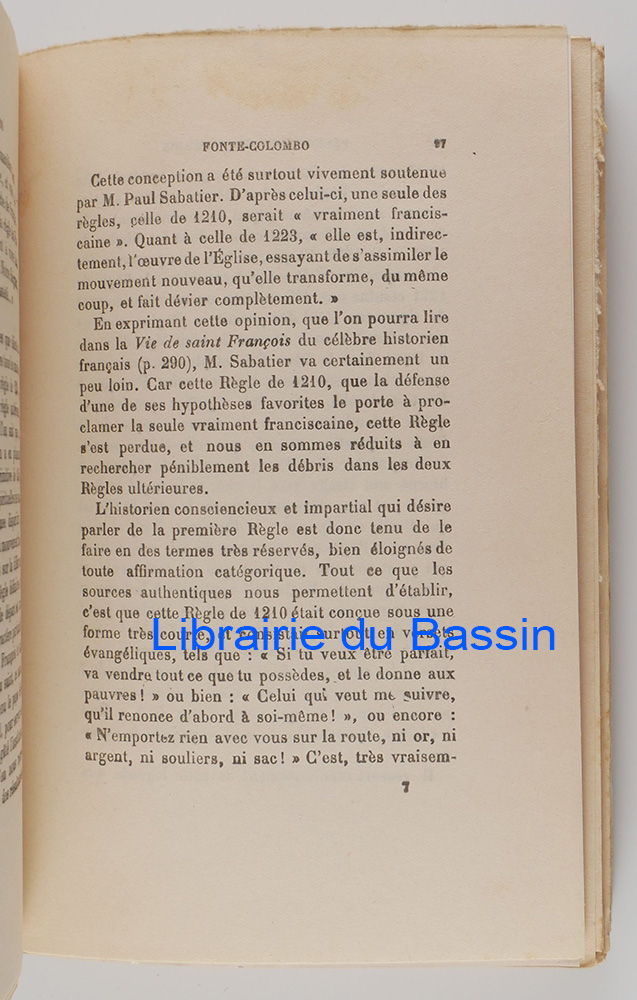 FONTE-COLOMBO 97
Cette conception a été surtout vivement soutenue
par M. Paul Sabatier. D'après celui-ci, une seule des
règles, celle de 1210, serait « vraiment francis-
caine ». Quant à celle de 1223, « elle est, indirec-
tement, l'œuvre de l'Église, essayant de s'assimiler le
mouvement nouveau, qu'elle transforme, du même
coup, et fait dévier complètement. »
En exprimant cette opinion, que l'on pourra lire
dans la Vie de saint François du célèbre historien
français (p. 290), M. Sabatier va certainement un
peu loin. Car cette Règle de 1210, que la défense
d'une de ses hypothèses favorites le porte à pro-
clamer la seule vraiment franciscaine, cette Règle
s'est perdue, et nous en sommes réduits à en
rechercher péniblement les débris dans les deux
Règles ultérieures.
L'historien consciencieux et impartial qui désire
parler de la première Règle est donc tenu de le
faire en des termes très réservés, bien éloignés de
toute affirmation catégorique. Tout ce que les
sources authentiques nous permettent d'établir,
c'est que cette Règle de 1210 était conçue sous une
forme très courte, et consistait surtout en versets
Librairie du Bassin
évangéliques, tels que : « Si tu veux être parfait,
va vendre tout ce que tu possèdes, et le donne aux
pauvres ! » ou bien : « Celui qui veut me suivre,
qu'il renonce d'abord à soi-même ! », ou encore :
« N'emportez rien avec vous sur la route, ni or, ni
argent, ni souliers, ni sac ! » C'est, très vraisem-
7